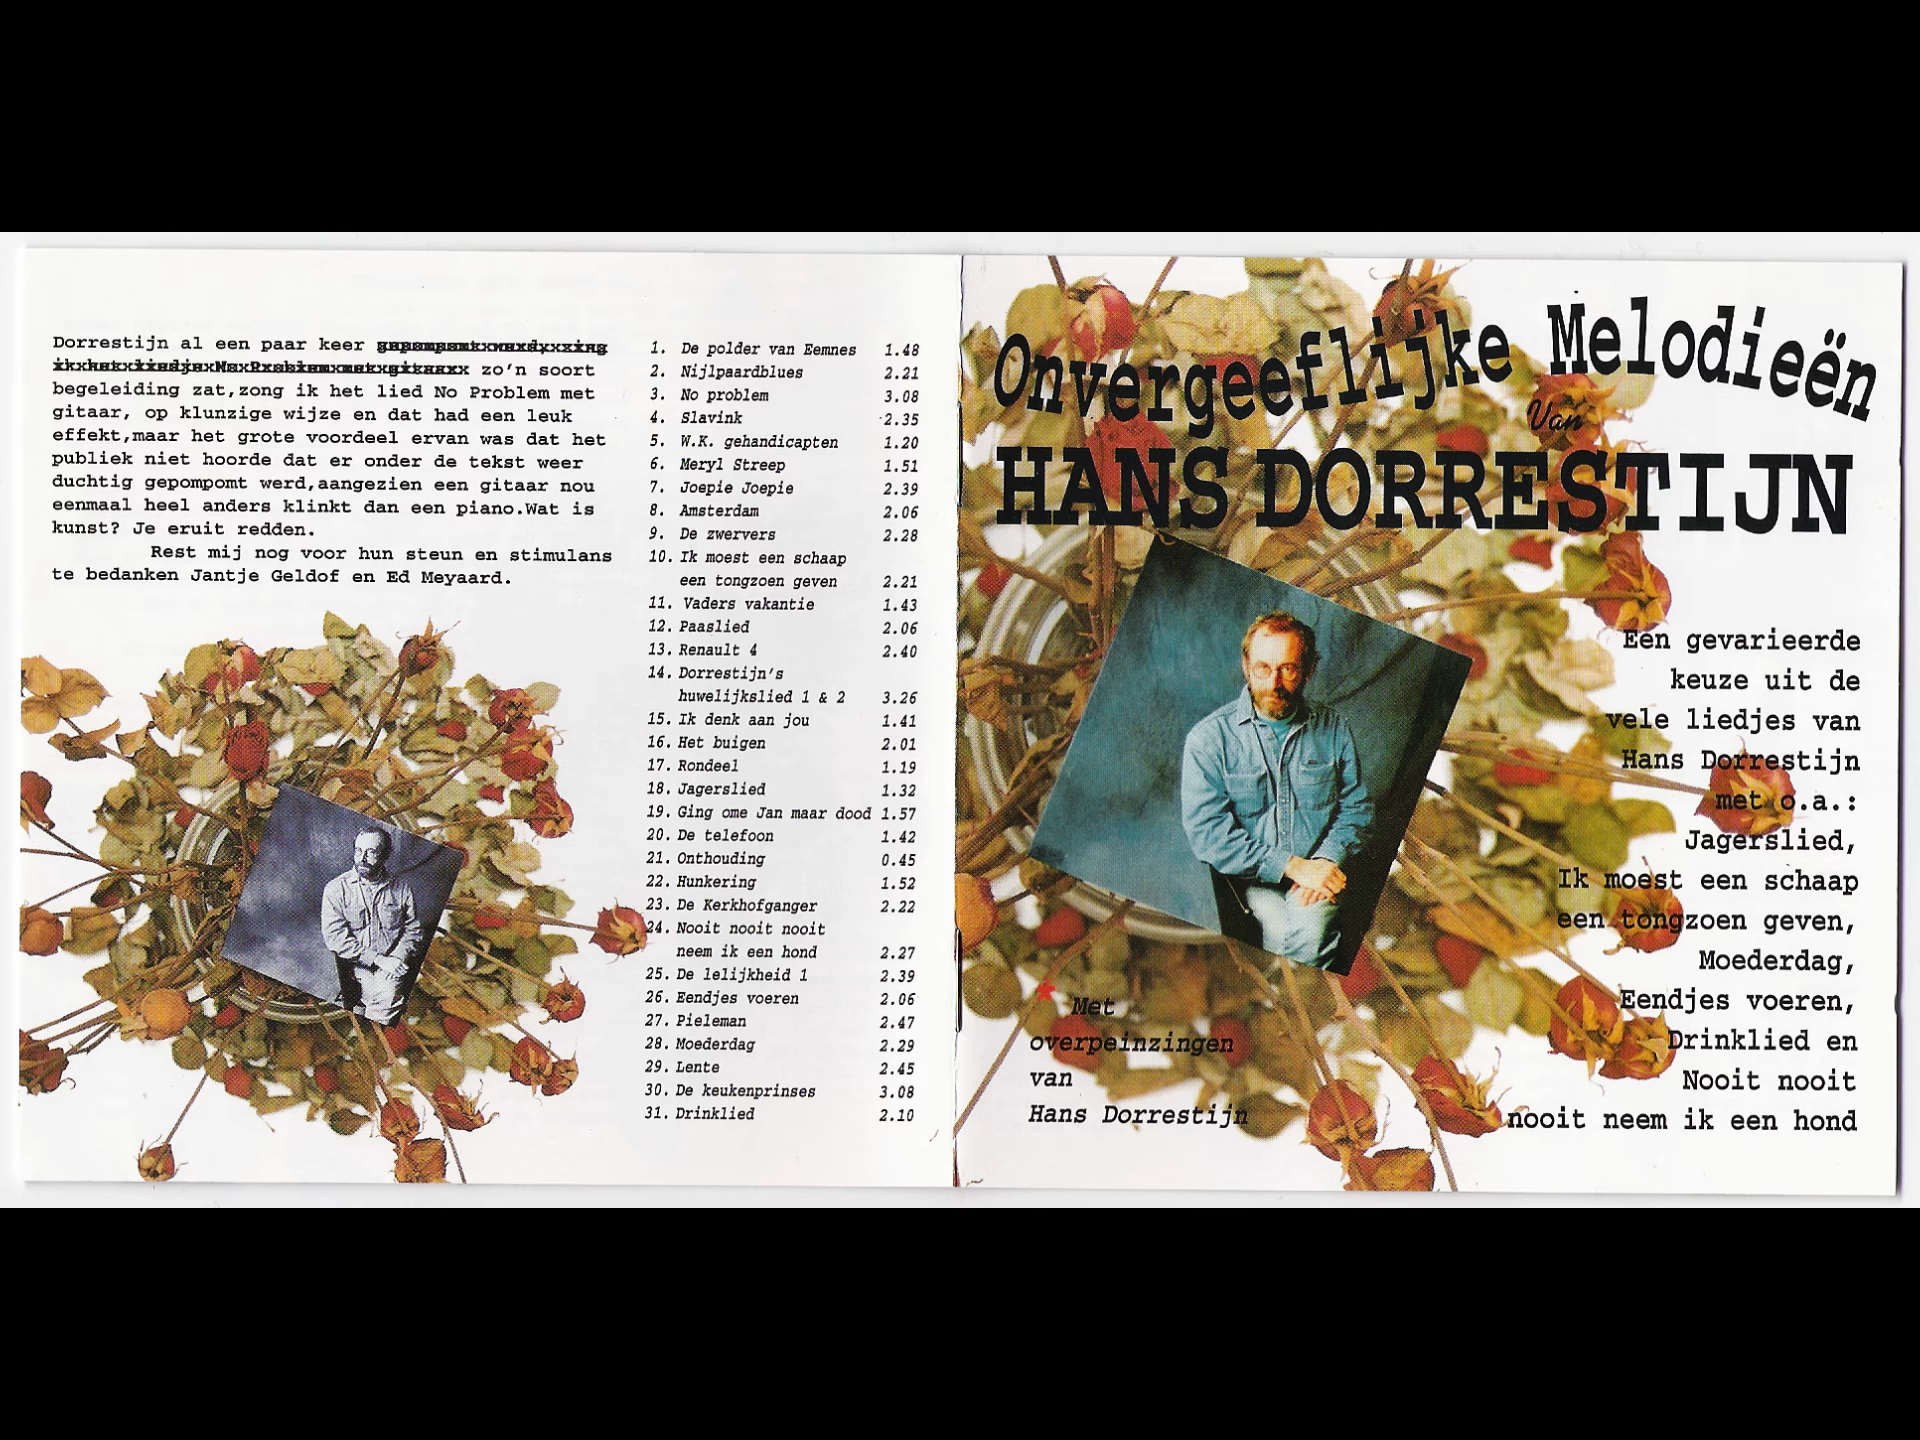 Dorrestijn al een paar keer
zo'n soort
begeleiding zat,zong ik het lied No Problem met
gitaar, op klunzige wijze en dat had een leuk
effekt,maar het grote voordeel ervan was dat het
publiek niet hoorde dat er onder de tekst weer
duchtig gepompomt werd,aangezien een gitaar nou
eenmaal heel anders klinkt dan een piano.Wat is
kunst? Je eruit redden.
Rest mij nog voor hun steun en stimulans
te bedanken Jantje Geldof en Ed Meyaard.
1. De polder van Eemnes 1.48
2. Nijlpaardblues 2.21
3. No problem 3.08
4. Slavink 2.35
5. W.K. gehandicapten 1.20
6. Meryl Streep 1.51
7. Joepie Joepie 2.39
8. Amsterdam 2.06
9. De zwervers 2.28
10. Ik moest een schaap
een tongzoen geven 2.21
11. Vaders vakantie 1.43
12. Paaslied 2.06
13. Renault 4 2.40
14. Dorrestijn's
huwelijkslied 1 & 2 3.26
15. Ik denk aan jou 1.41
16. Het buigen 2.01
17. Rondeel 1.19
18. Jagerslied 1.32
19. Ging ome Jan maar dood 1.57
20. De telefoon 1.42
21. Onthouding 0.45
22. Hunkering 1.52
23. De Kerkhofganger 2.22
24. Nooit nooit nooit
neem ik een hond 2.27
25. De lelijkheid 1 2.39
26. Eendjes voeren 2.06
27. Pieleman 2.47
28. Moederdag 2.29
29. Lente 2.45
30. De keukenprinses 3.08
31. Drinklied 2.10
Onvergeeflijke Melodieën
Van
HANS DORRESTIJN
Een gevarieerde
keuze uit de
vele liedjes van
Hans Dorrestijn
met o.a.:
Jagerslied,
Ik moest een schaap
een tongzoen geven,
Moederdag,
Eendjes voeren,
Drinklied en
Nooit nooit
nooit neem ik een hond
* Met
overpeinzingen
van
Hans Dorrestijn